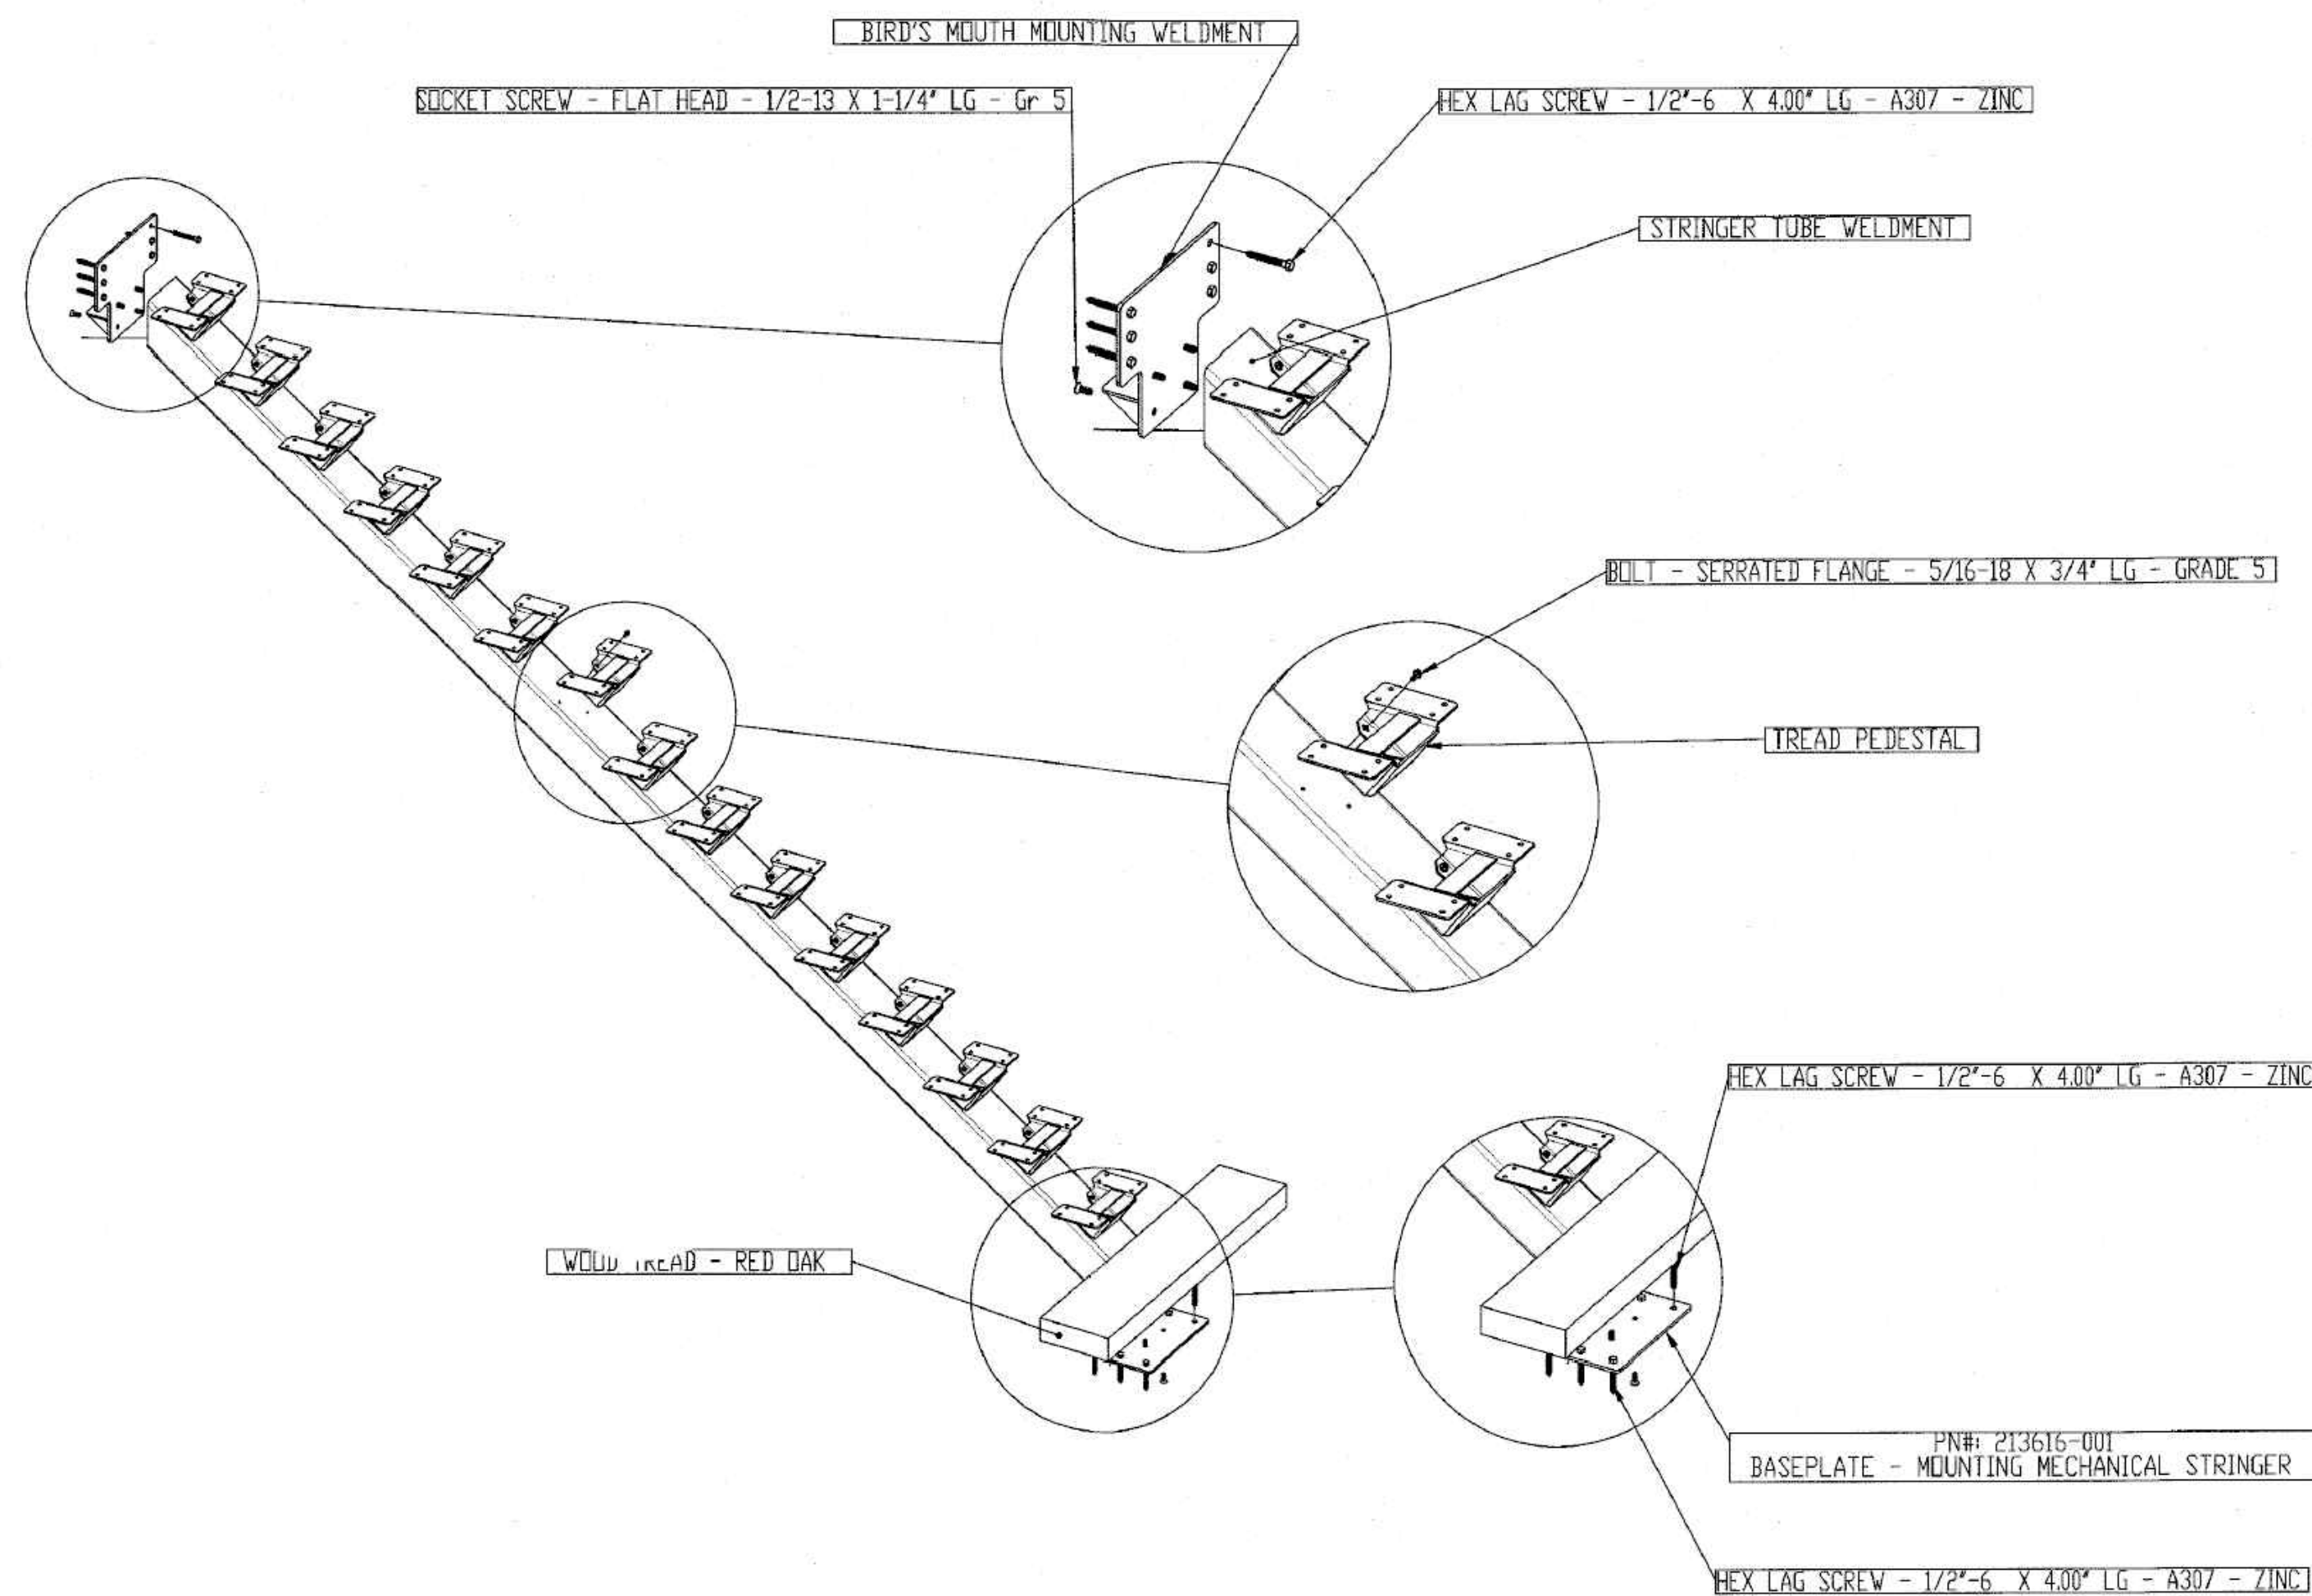 BIRD'S MOUTH MOUNTING WELDMENT
SOCKET SCREW - FLAT HEAD - 1/2-13 X 1-1/4" LG - Gr 5
HEX LAG SCREW - 1/2"-6 X 4.00" LG - A307 - ZINC
STRINGER TUBE WELDMENT
BOLT - SERRATED FLANGE - 5/16-18 X 3/4" LG - GRADE 5
TREAD PEDESTAL
HEX LAG SCREW - 1/2"-6 X 4.00" LG - A307 - ZINC
WOOD TREAD - RED OAK
PN#: 213616-001
BASEPLATE - MOUNTING MECHANICAL STRINGER
HEX LAG SCREW - 1/2"-6 X 4.00" LG - A307 - ZINC